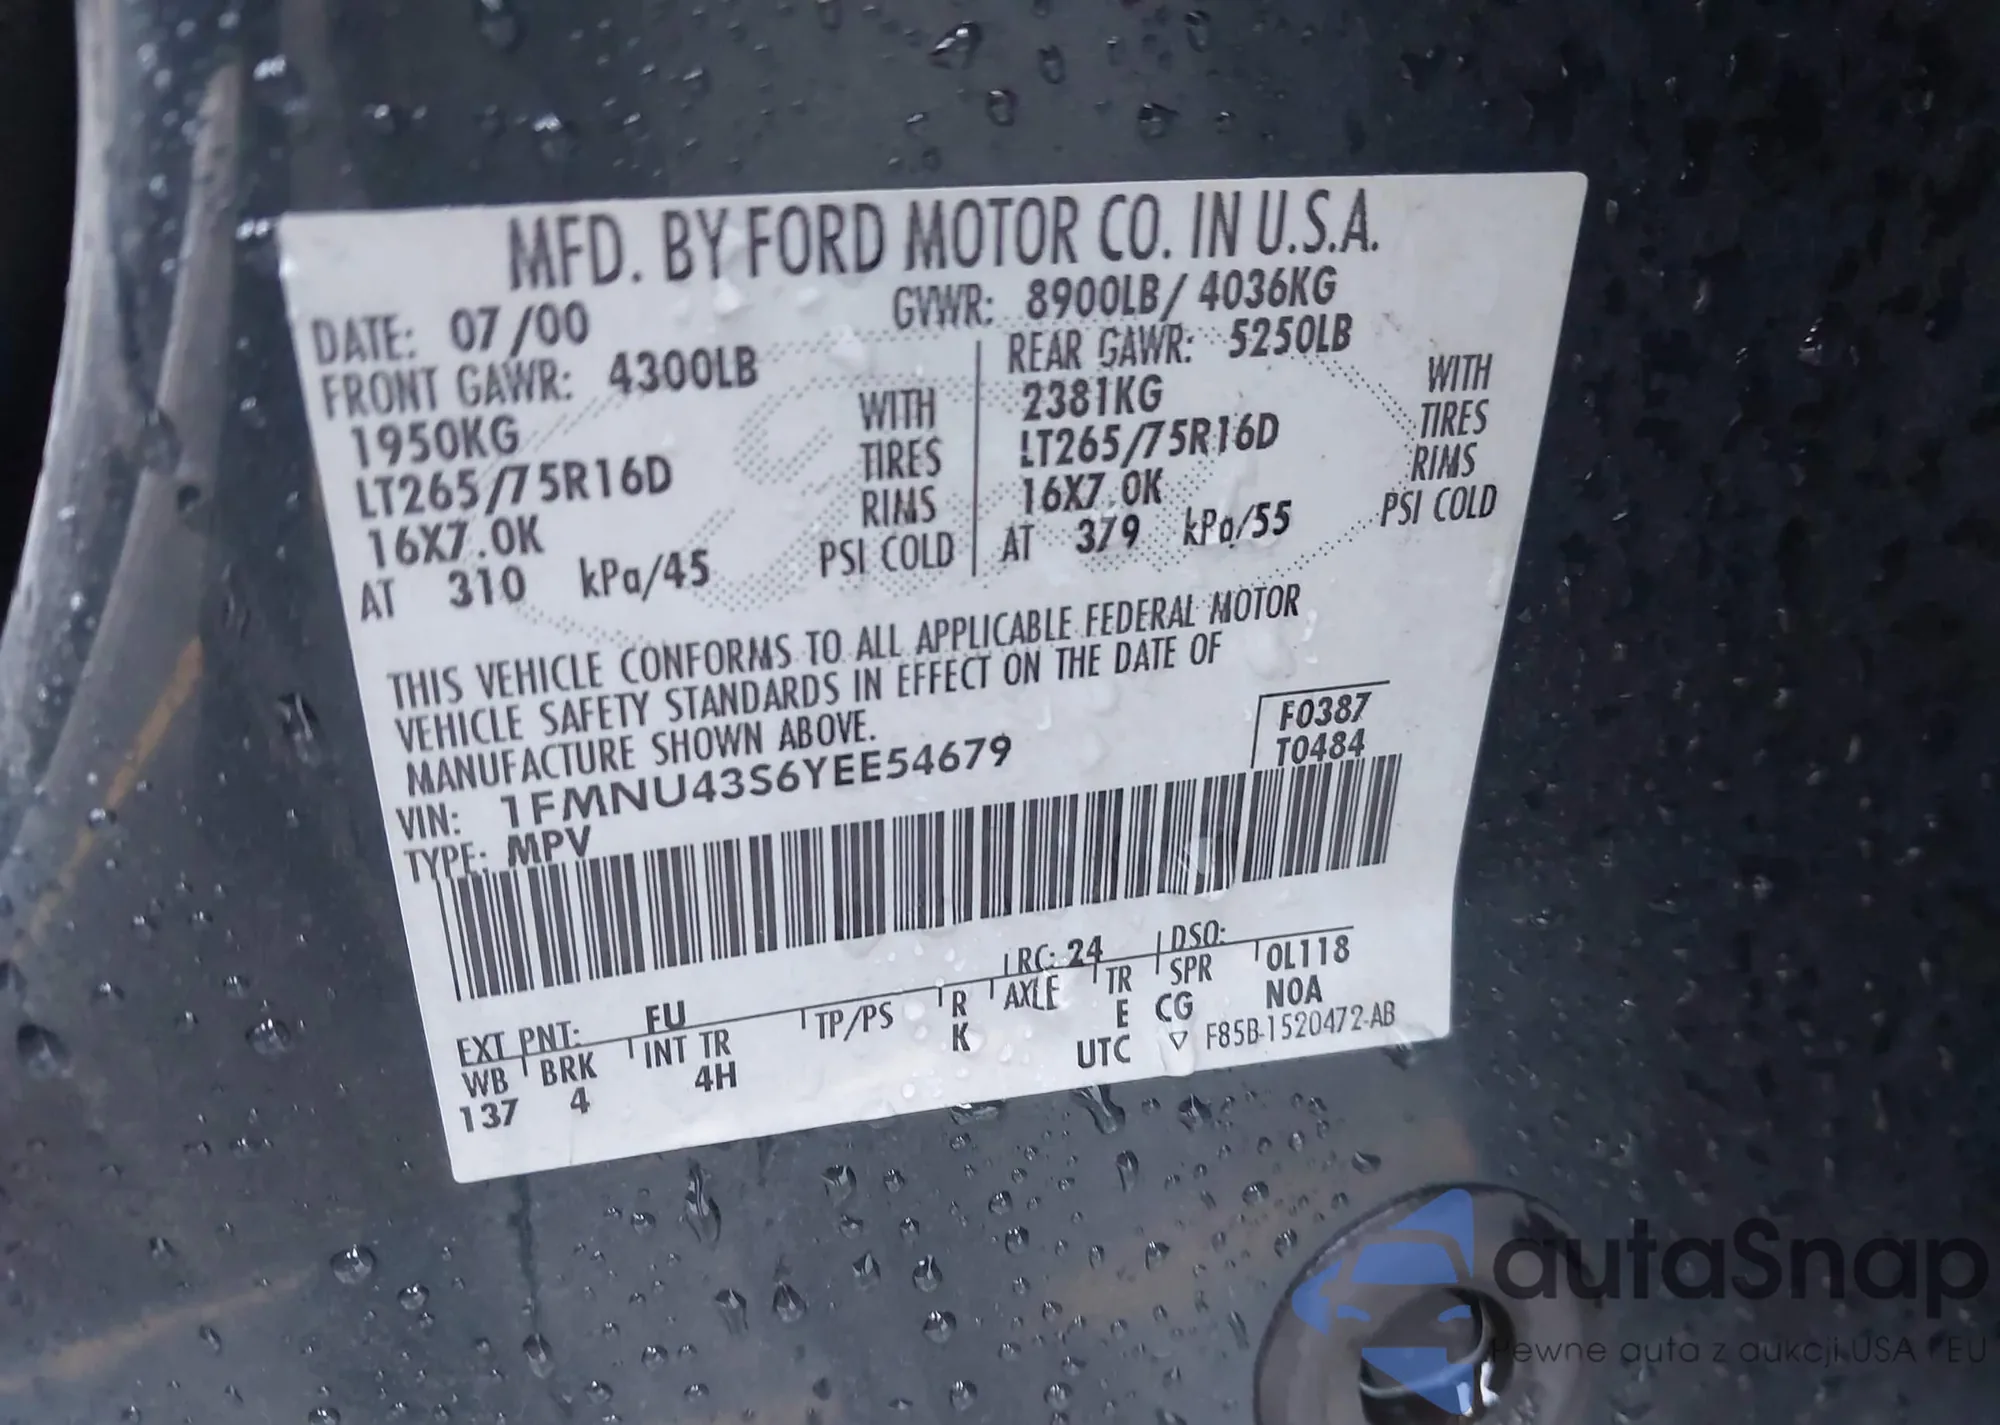 MFD. BY FORD MOTOR CO. IN U.S.A.
DATE: 07/00 GVWR: 8900LB/ 4036KG
FRONT GAWR: 4300LB REAR GAWR: 5250LB
1950KG WITH 2381KG WITH
LT265/75R16D TIRES LT265/75R16D TIRES
16X7.0K RIMS 16X7.0K RIMS
AT 310 kPa/45 PSI COLD AT 379 kPa/55 PSI COLD
THIS VEHICLE CONFORMS TO ALL APPLICABLE FEDERAL MOTOR
VEHICLE SAFETY STANDARDS IN EFFECT ON THE DATE OF
MANUFACTURE SHOWN ABOVE.
F0387
VIN: 1FMNU43S6YEE54679 T0484
TYPE: MPV
EXT PNT: FU RC: 24 DSO:
WB BRK INT TR TP/PS R AXLE TR SPR 0L118
137 4 4H K E CG N0A
UTC ▽ F85B-1520472-AB
autaSnap
Pewne auta z aukcji USA i EU